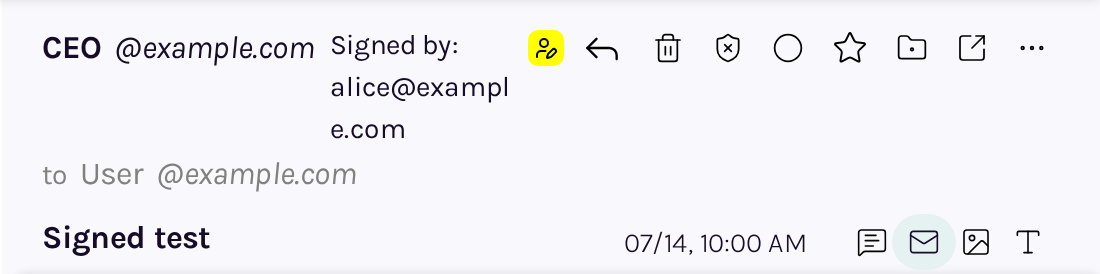 CEO @example.com Signed by:
alice@exampl
e.com
to User @example.com
Signed test 07/14, 10:00 AM